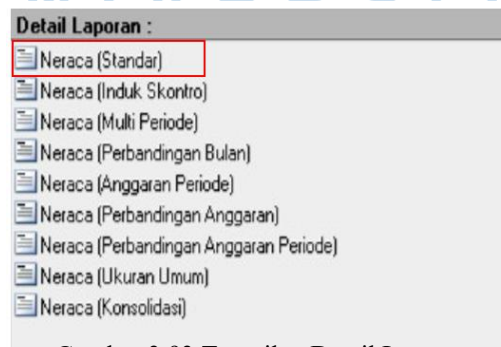 Detail Laporan :
Neraca (Standar)
Neraca (Induk Skontro)
Neraca (Multi Periode)
Neraca (Perbandingan Bulan)
Neraca (Anggaran Periode)
Neraca (Perbandingan Anggaran)
Neraca (Perbandingan Anggaran Periode)
Neraca (Ukuran Umum)
Neraca (Konsolidasi)